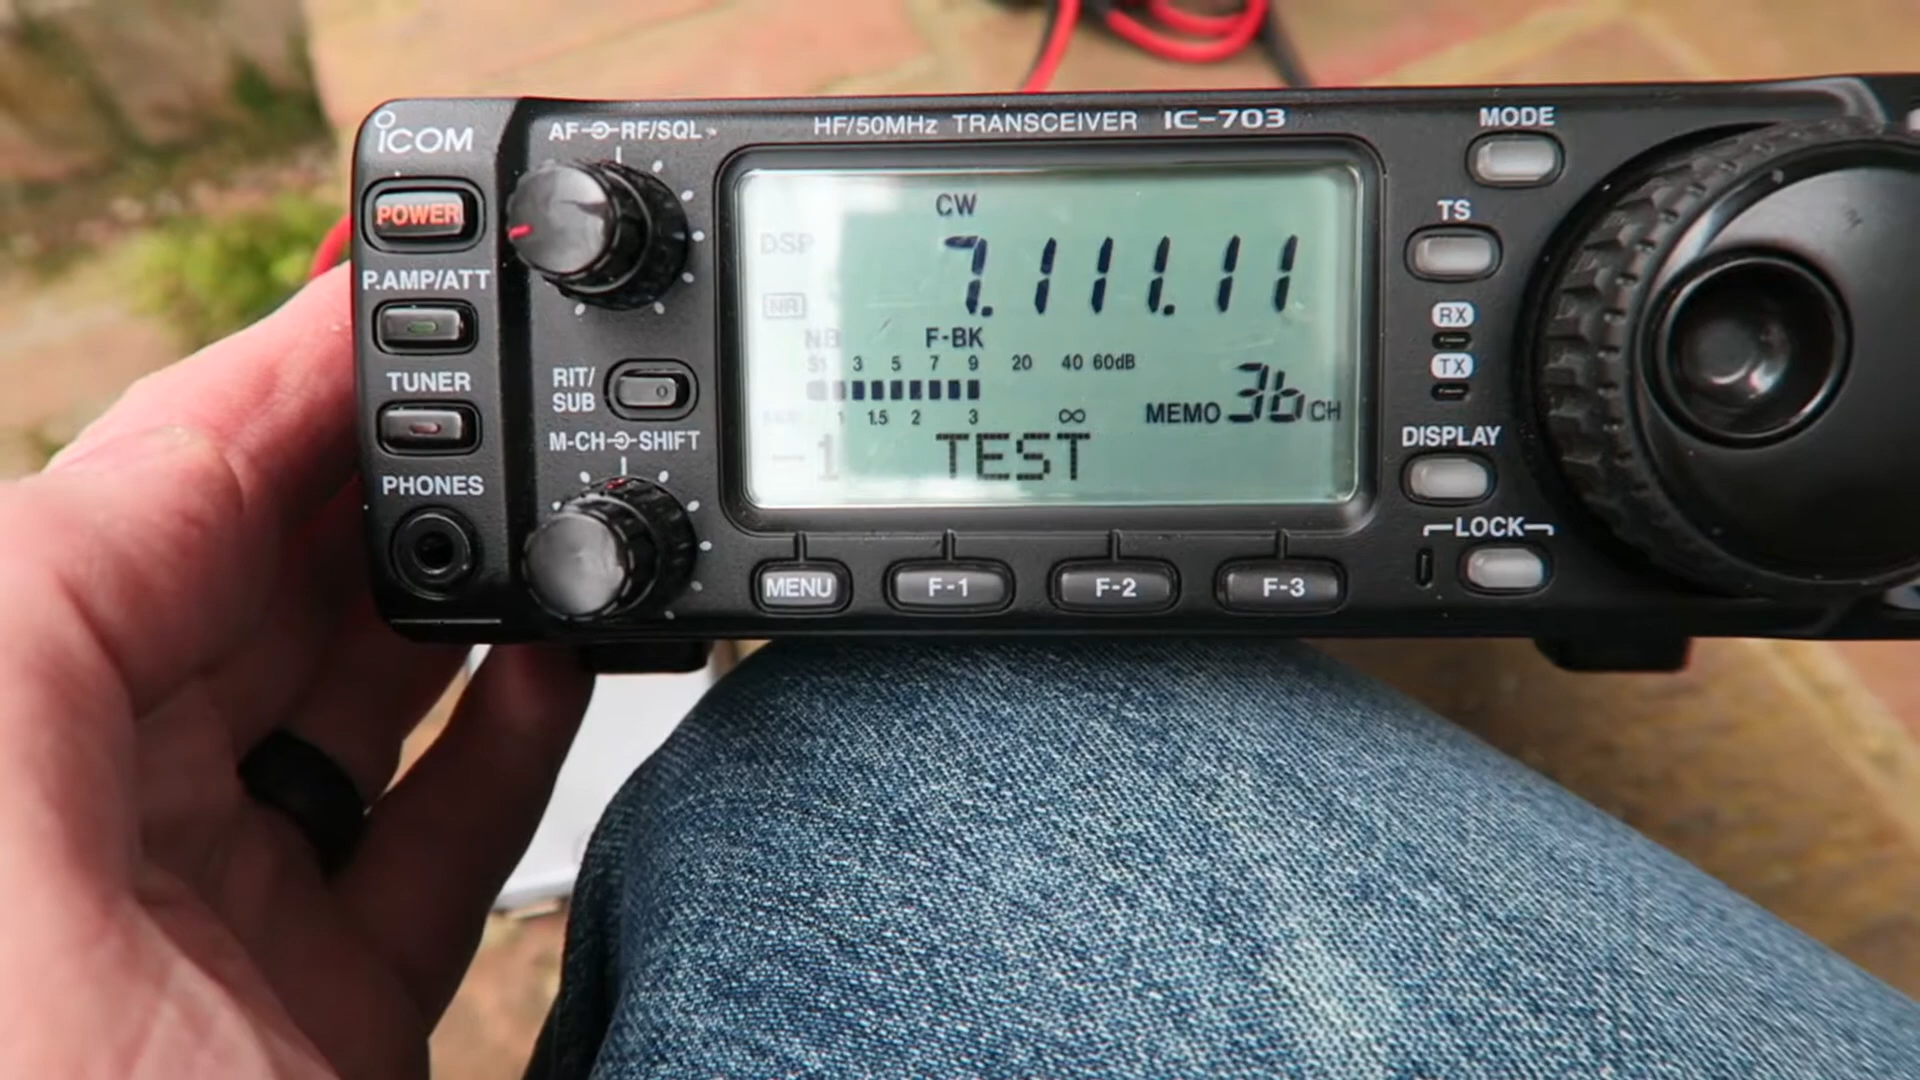 ICOM
AF RF/SQL
HF/50MHz TRANSCEIVER IC-703
MODE
POWER
P.AMP/ATT
TUNER
PHONES
RIT/
SUB
M-CH SHIFT
CW
DSP
7.111.11
NR
NB F-BK
S1 3 5 7 9 20 40 60dB
1 1.5 2 3 ∞
MEMO 36 CH
TEST
TS
RX
TX
DISPLAY
LOCK
MENU F-1 F-2 F-3